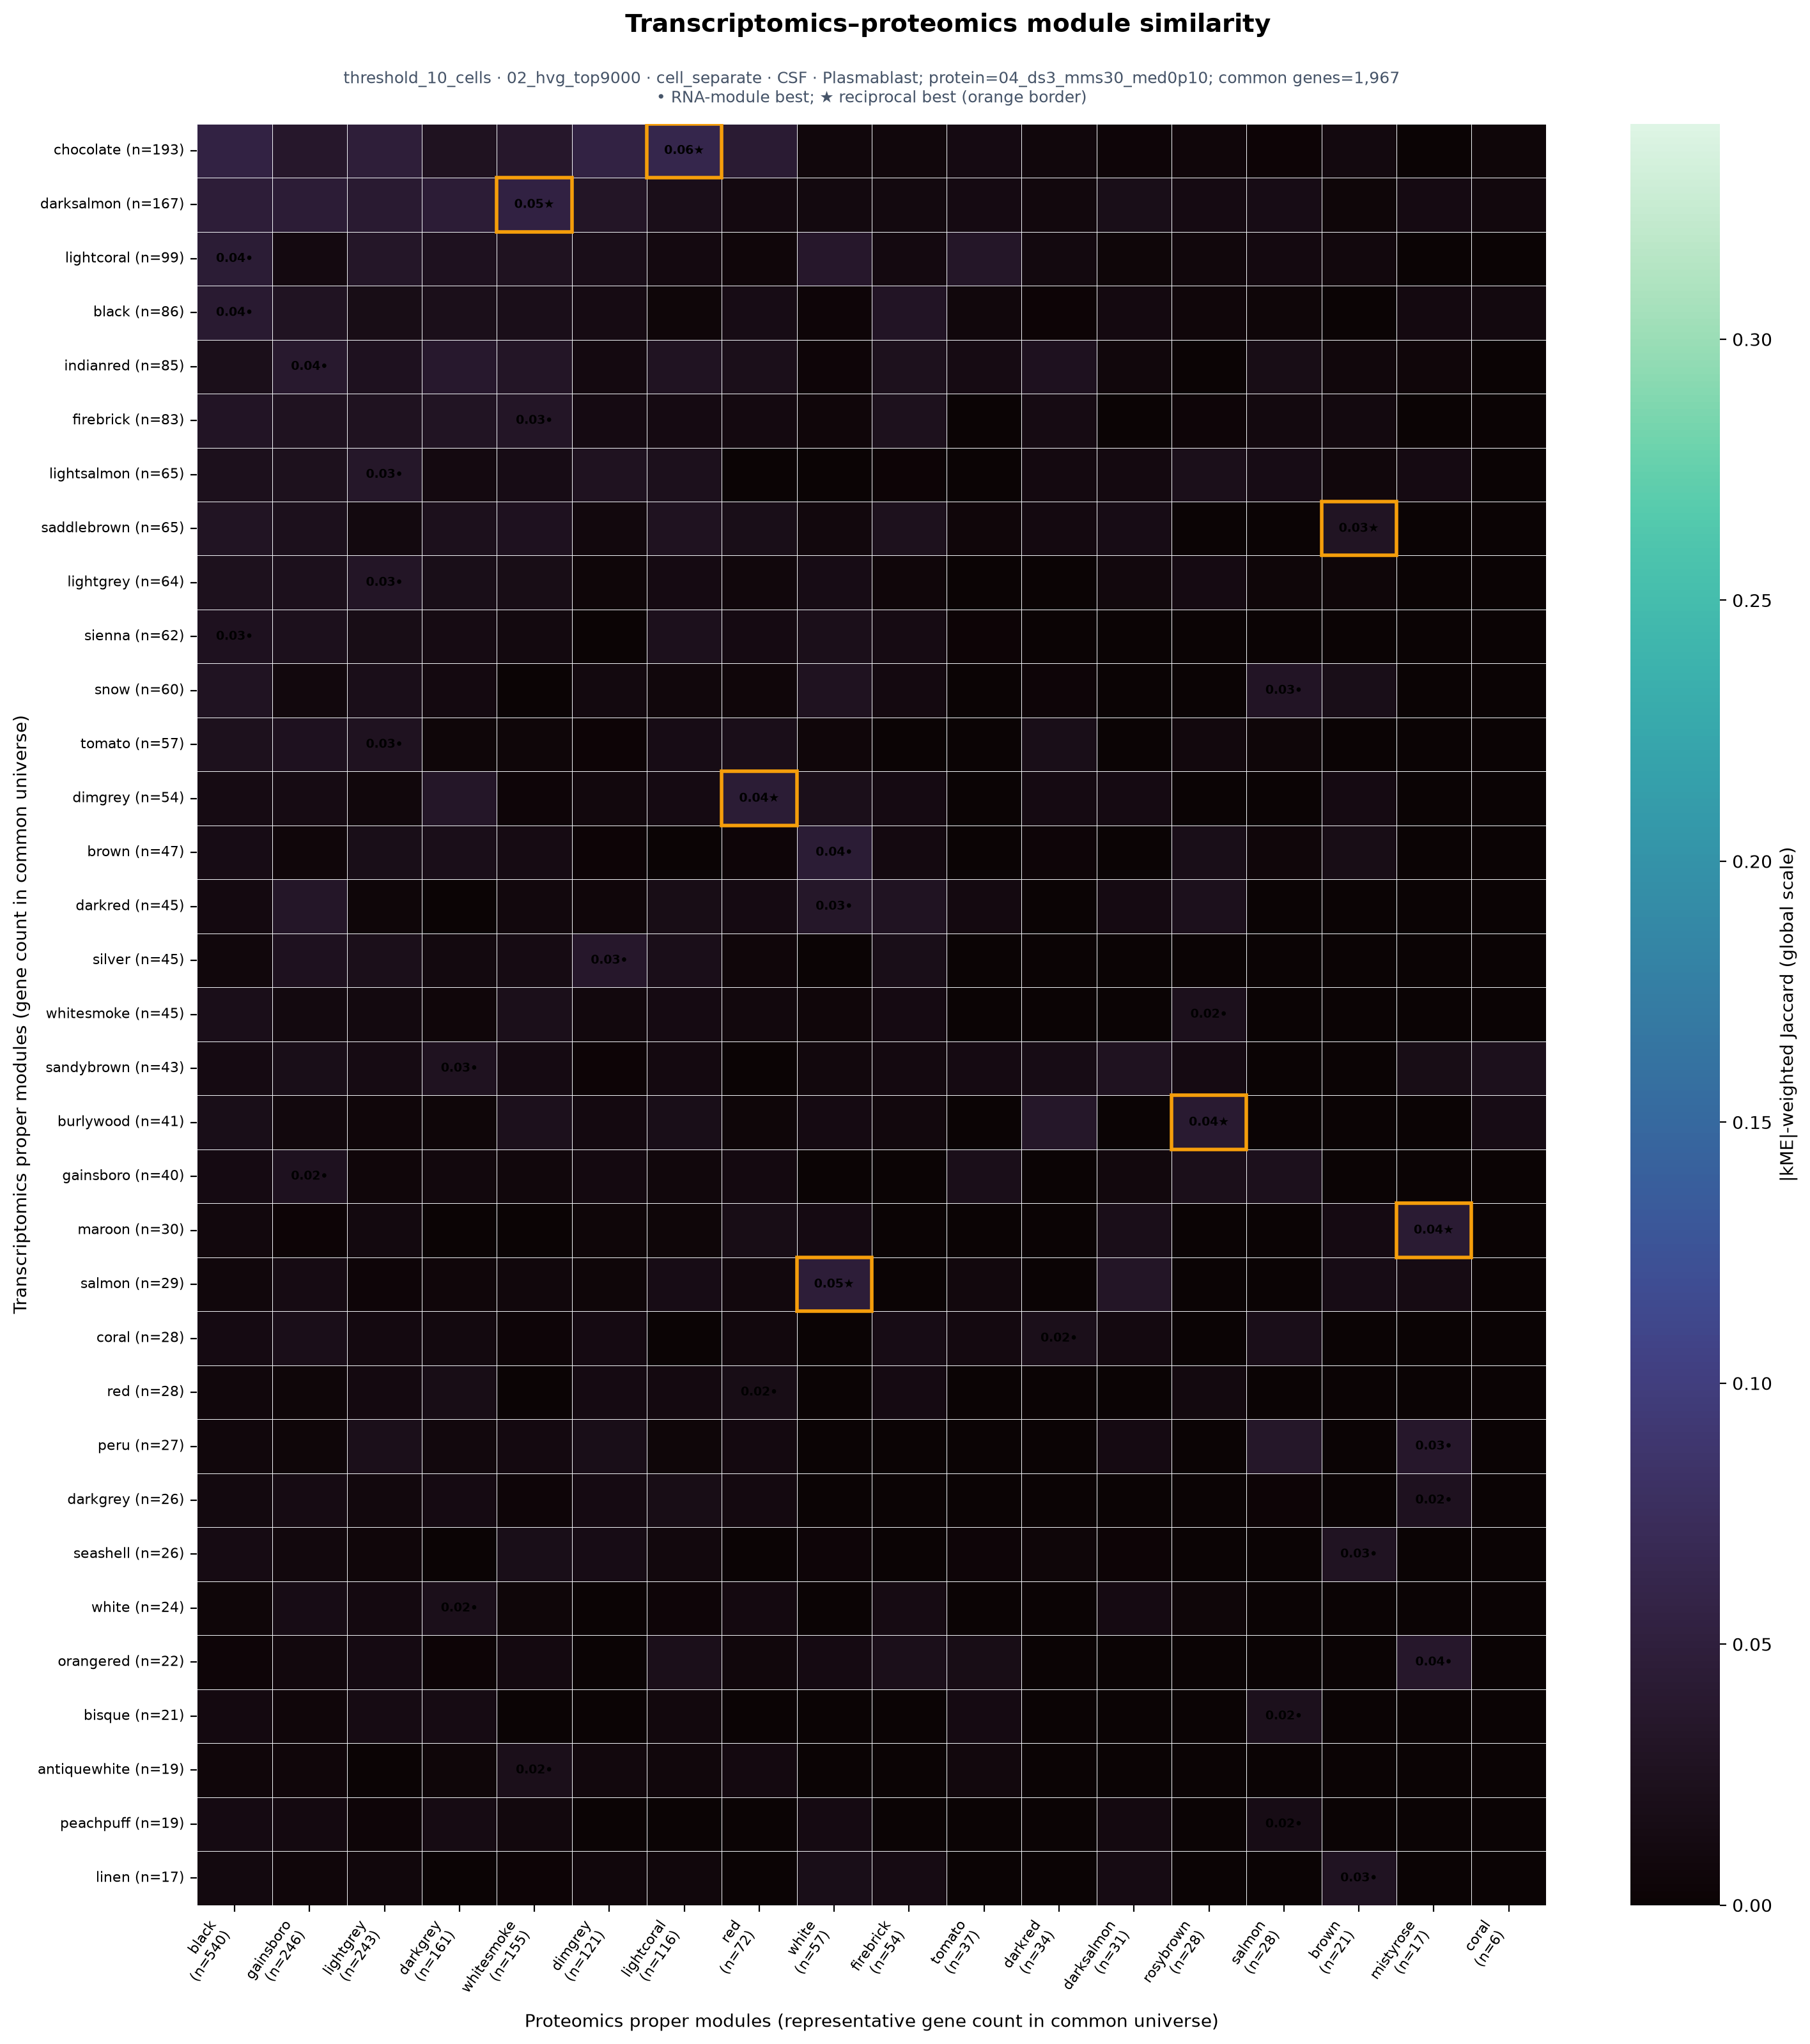 Transcriptomics–proteomics module similarity
threshold_10_cells · 02_hvg_top9000 · cell_separate · CSF · Plasmablast; protein=04_ds3_mms30_med0p10; common genes=1,967
• RNA-module best; ★ reciprocal best (orange border)
Transcriptomics proper modules (gene count in common universe)
chocolate (n=193)
0.06★
darksalmon (n=167)
0.05★
lightcoral (n=99)
0.04•
black (n=86)
0.04•
indianred (n=85)
0.04•
firebrick (n=83)
0.03•
lightsalmon (n=65)
0.03•
saddlebrown (n=65)
0.03★
lightgrey (n=64)
0.03•
sienna (n=62)
0.03•
snow (n=60)
0.03•
tomato (n=57)
0.03•
dimgrey (n=54)
0.04★
brown (n=47)
0.04•
darkred (n=45)
0.03•
silver (n=45)
0.03•
whitesmoke (n=45)
0.02•
sandybrown (n=43)
0.03•
burlywood (n=41)
0.04★
gainsboro (n=40)
0.02•
maroon (n=30)
0.04★
salmon (n=29)
0.05★
coral (n=28)
0.02•
red (n=28)
0.02•
peru (n=27)
0.03•
darkgrey (n=26)
0.02•
seashell (n=26)
0.03•
white (n=24)
0.02•
orangered (n=22)
0.04•
bisque (n=21)
0.02•
antiquewhite (n=19)
0.02•
peachpuff (n=19)
0.02•
linen (n=17)
0.03•
black
(n=540)
gainsboro
(n=246)
lightgrey
(n=243)
darkgrey
(n=161)
whitesmoke
(n=155)
dimgrey
(n=121)
lightcoral
(n=116)
red
(n=72)
white
(n=57)
firebrick
(n=54)
tomato
(n=37)
darkred
(n=34)
darksalmon
(n=31)
rosybrown
(n=28)
salmon
(n=28)
brown
(n=21)
mistyrose
(n=17)
coral
(n=6)
Proteomics proper modules (representative gene count in common universe)
0.30
0.25
0.20
0.15
0.10
0.05
0.00
|kME|-weighted Jaccard (global scale)